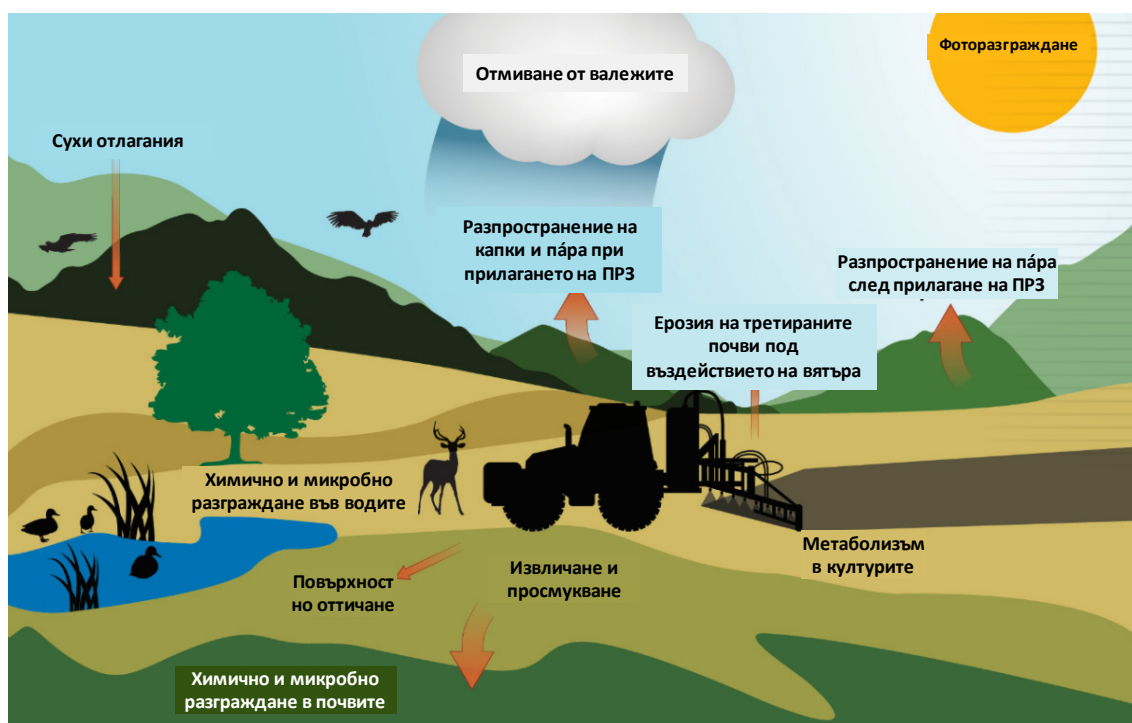 Фоторазграждане
Отмиване от валежите
Сухи отлагания
Разпространение на
капки и пáра при
прилагането на ПРЗ
Разпространение на пáра
след прилагане на ПРЗ
Ерозия на третираните
почви под
въздействието на вятъра
Химично и микробно
разграждане във водите
Метаболизъм
в културите
Повърхност
но оттичане
Извличане и
просмукване
Химично и микробно
разграждане в почвите